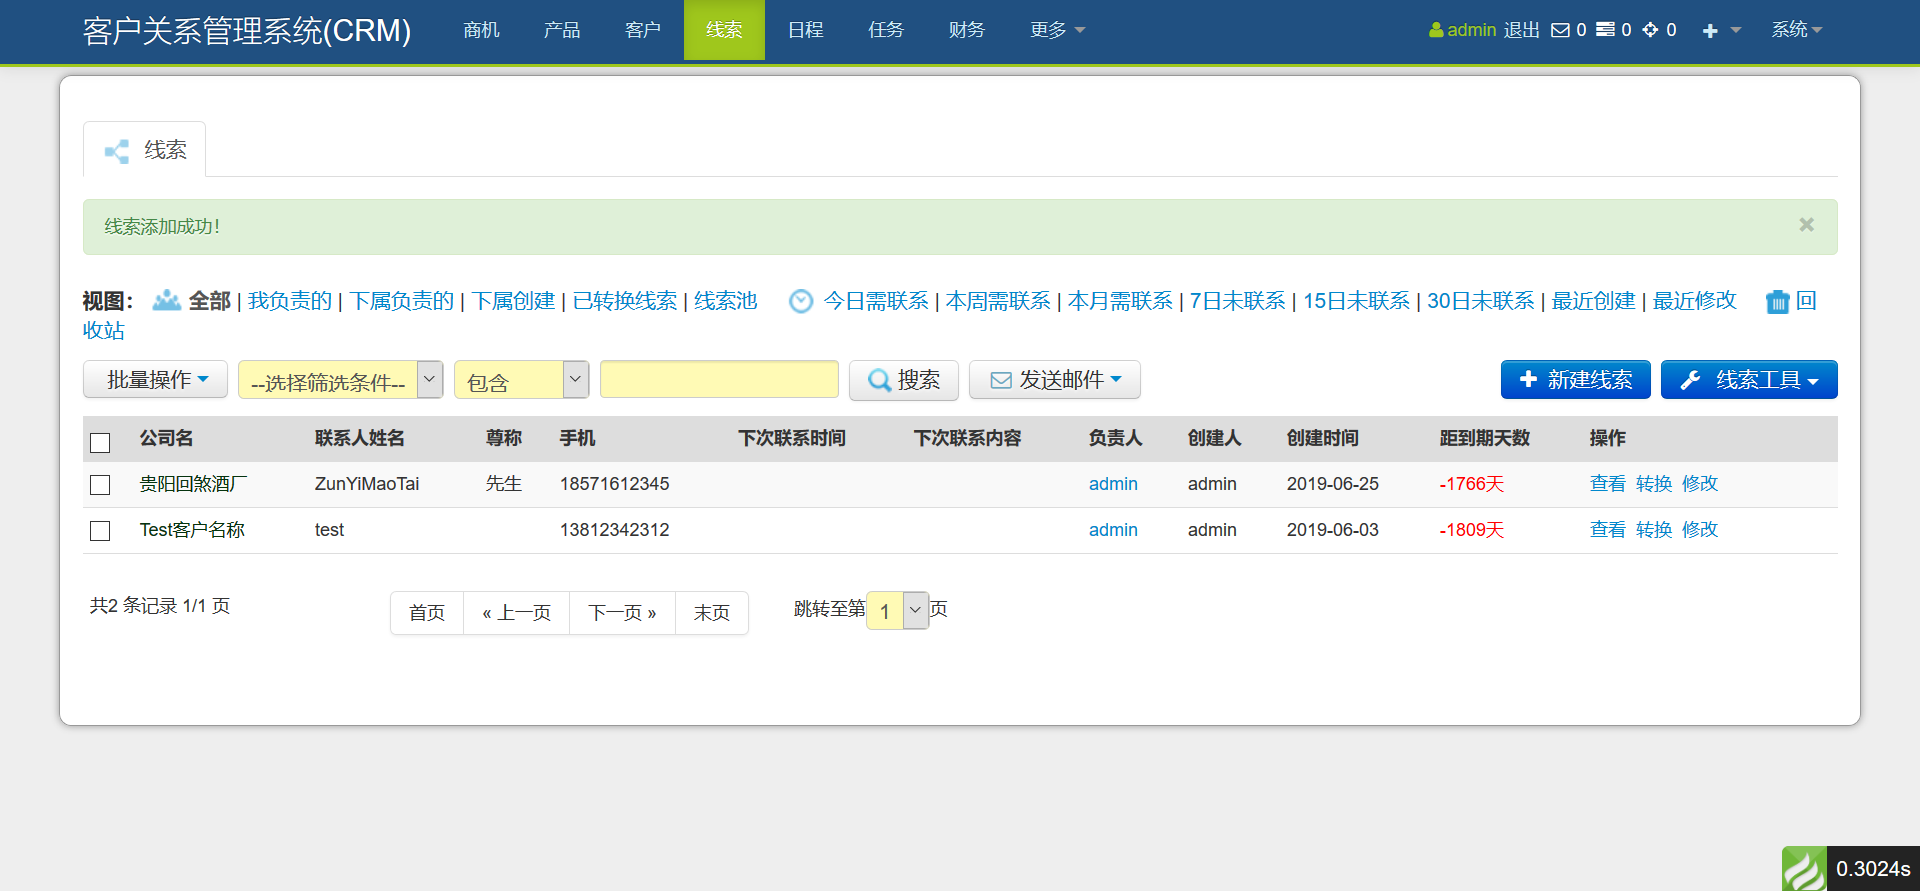 客户关系管理系统(CRM) 商机 产品 客户 线索 日程 任务 财务 更多 admin 退出 0 0 0 系统
线索
线索添加成功！
视图： 全部 | 我负责的 | 下属负责的 | 下属创建 | 已转换线索 | 线索池 今日需联系 | 本周需联系 | 本月需联系 | 7日未联系 | 15日未联系 | 30日未联系 | 最近创建 | 最近修改 回
收站
批量操作 --选择筛选条件-- 包含 搜索 发送邮件 新建线索 线索工具
公司名 联系人姓名 尊称 手机 下次联系时间 下次联系内容 负责人 创建人 创建时间 距到期天数 操作
贵阳回煞酒厂 ZunYiMaoTai 先生 18571612345 admin admin 2019-06-25 -1766天 查看 转换 修改
Test客户名称 test 13812342312 admin admin 2019-06-03 -1809天 查看 转换 修改
共2 条记录 1/1 页 首页 « 上一页 下一页 » 末页 跳转至第 1 页
0.3024s